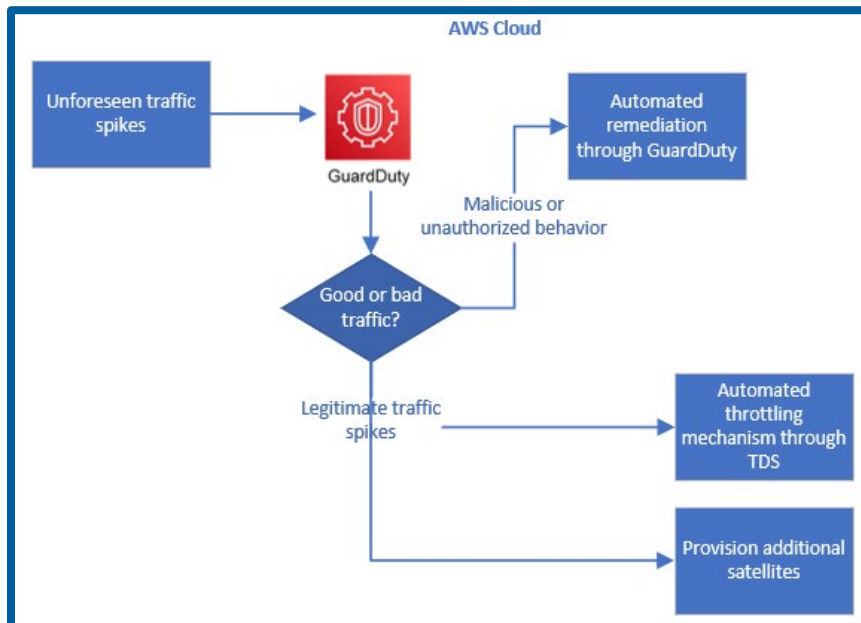 AWS Cloud
Unforeseen traffic
spikes
GuardDuty
Automated
remediation
through GuardDuty
Malicious or
unauthorized behavior
Good or bad
traffic?
Legitimate traffic
spikes
Automated
throttling
mechanism through
TDS
Provision additional
satellites